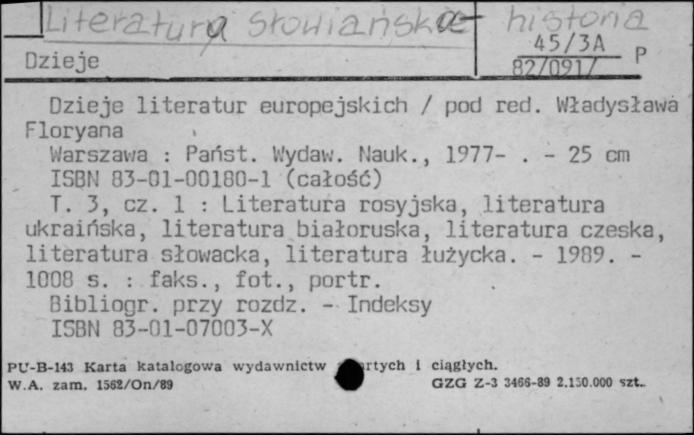 Literatura słowiańska - historia
45/3A
Dzieje P
82/091/
Dzieje literatur europejskich / pod red. Władysława
Floryana
Warszawa : Państ. Wydaw. Nauk., 1977- . - 25 cm
ISBN 83-01-00180-1 (całość)
T. 3, cz. 1 : Literatura rosyjska, literatura
ukraińska, literatura białoruska, literatura czeska,
literatura słowacka, literatura łużycka. - 1989. -
1008 s. : faks., fot., portr.
Bibliogr. przy rozdz. - Indeksy
ISBN 83-01-07003-X
PU-B-143 Karta katalogowa wydawnictw rtych i ciągłych.
W.A. zam. 1562/On/89 GZG Z-3 3466-89 2.150.000 szt.